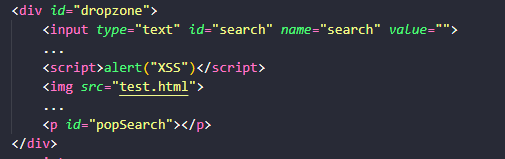 <div id="dropzone">
<input type="text" id="search" name="search" value="">
...
<script>alert("XSS")</script>
<img src="test.html">
...
<p id="popSearch"></p>
</div>